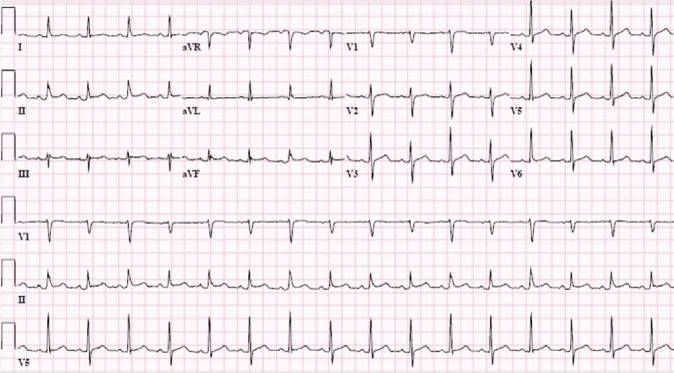 I aVR V1 V4
II aVL V2 V5
III aVF V3 V6
V1
II
V5